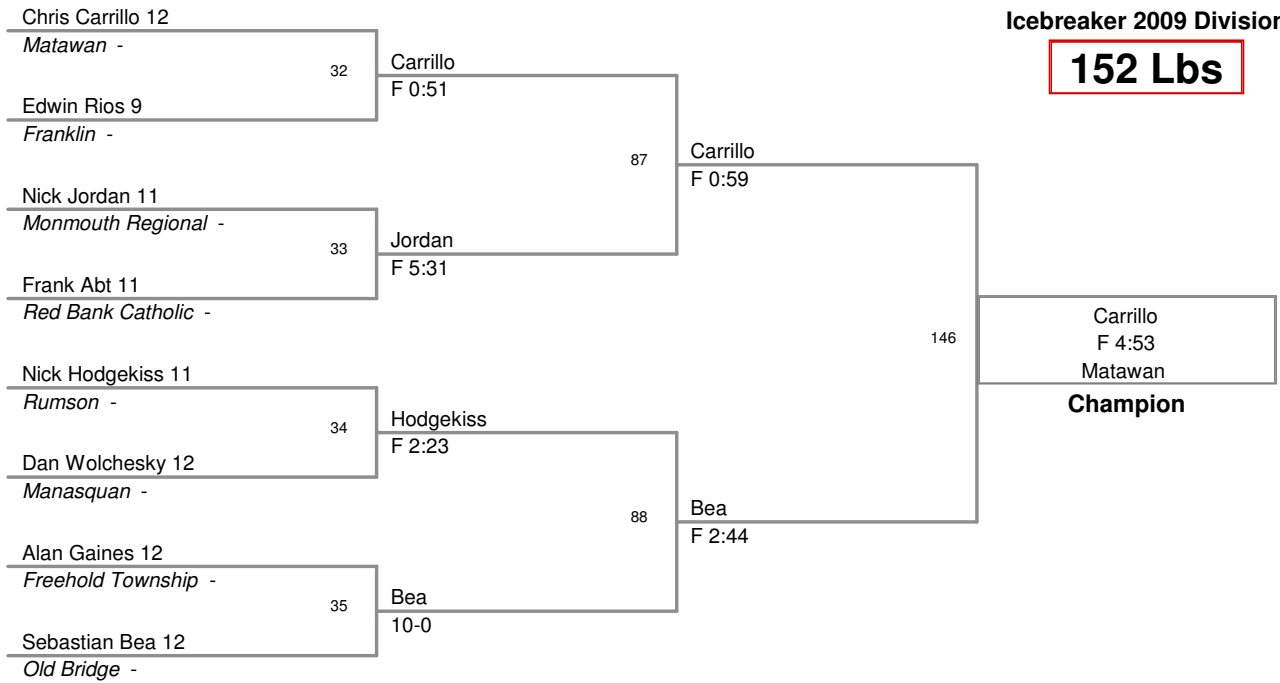 Icebreaker 2009 Division
152 Lbs
Chris Carrillo 12
Matawan -
32
Edwin Rios 9
Franklin -
Carrillo
F 0:51
87
Nick Jordan 11
Monmouth Regional -
33
Frank Abt 11
Red Bank Catholic -
Jordan
F 5:31
Carrillo
F 0:59
146
Nick Hodgekiss 11
Rumson -
34
Dan Wolchesky 12
Manasquan -
Hodgekiss
F 2:23
88
Alan Gaines 12
Freehold Township -
35
Sebastian Bea 12
Old Bridge -
Bea
10-0
Bea
F 2:44
Carrillo
F 4:53
Matawan
Champion